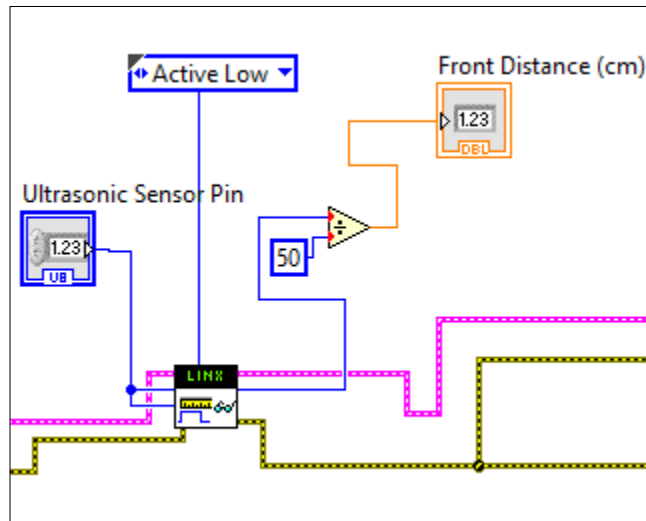 Active Low
Front Distance (cm)
1.23
DBL
Ultrasonic Sensor Pin
1.23
U8
÷
50
LINX